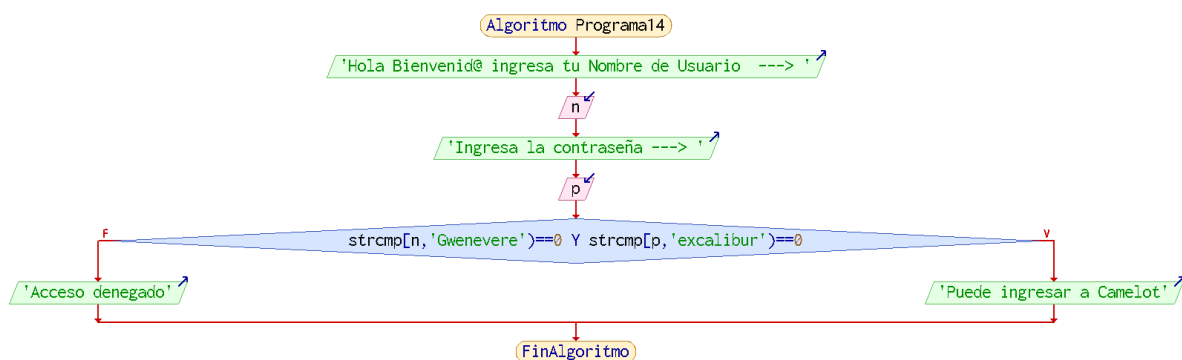 Algoritmo Programa14
'Hola Bienvenid@ ingresa tu Nombre de Usuario  ---> '
n
'Ingresa la contraseña ---> '
p
F
strcmp[n,'Gwenevere')==0 Y strcmp[p,'excalibur')==0
V
'Acceso denegado'
'Puede ingresar a Camelot'
FinAlgoritmo